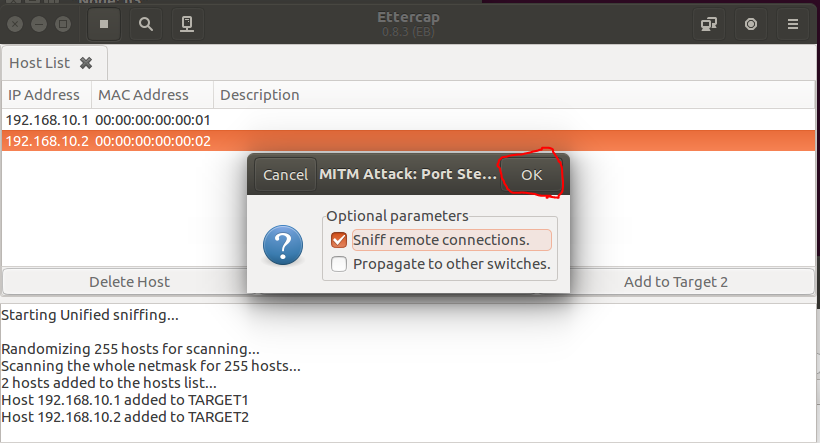 Ettercap
0.8.3 (EB)
Host List
IP Address MAC Address Description
192.168.10.1 00:00:00:00:00:01
192.168.10.2 00:00:00:00:00:02
Cancel MITM Attack: Port Ste... OK
Optional parameters
Sniff remote connections.
Propagate to other switches.
Delete Host Add to Target 2
Starting Unified sniffing...
Randomizing 255 hosts for scanning...
Scanning the whole netmask for 255 hosts...
2 hosts added to the hosts list...
Host 192.168.10.1 added to TARGET1
Host 192.168.10.2 added to TARGET2